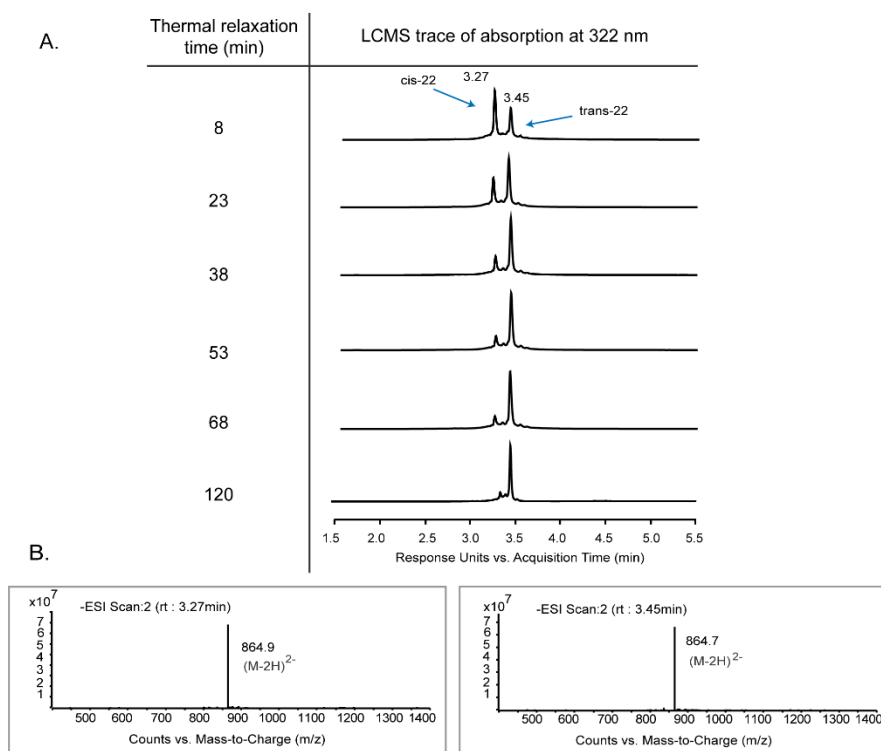 A.
Thermal relaxation
time (min)
LCMS trace of absorption at 322 nm
3.27
cis-22
3.45
trans-22
8
23
38
53
68
120
1.5 2.0 2.5 3.0 3.5 4.0 4.5 5.0 5.5
Response Units vs. Acquisition Time (min)
B.
x10⁷
-ESI Scan:2 (rt : 3.27min)
7
6
5
4
3
2
1
864.9
(M-2H)²⁻
500 600 700 800 900 1000 1100 1200 1300 1400
Counts vs. Mass-to-Charge (m/z)
x10⁷
-ESI Scan:2 (rt : 3.45min)
7
6
5
4
3
2
1
864.7
(M-2H)²⁻
500 600 700 800 900 1000 1100 1200 1300 1400
Counts vs. Mass-to-Charge (m/z)